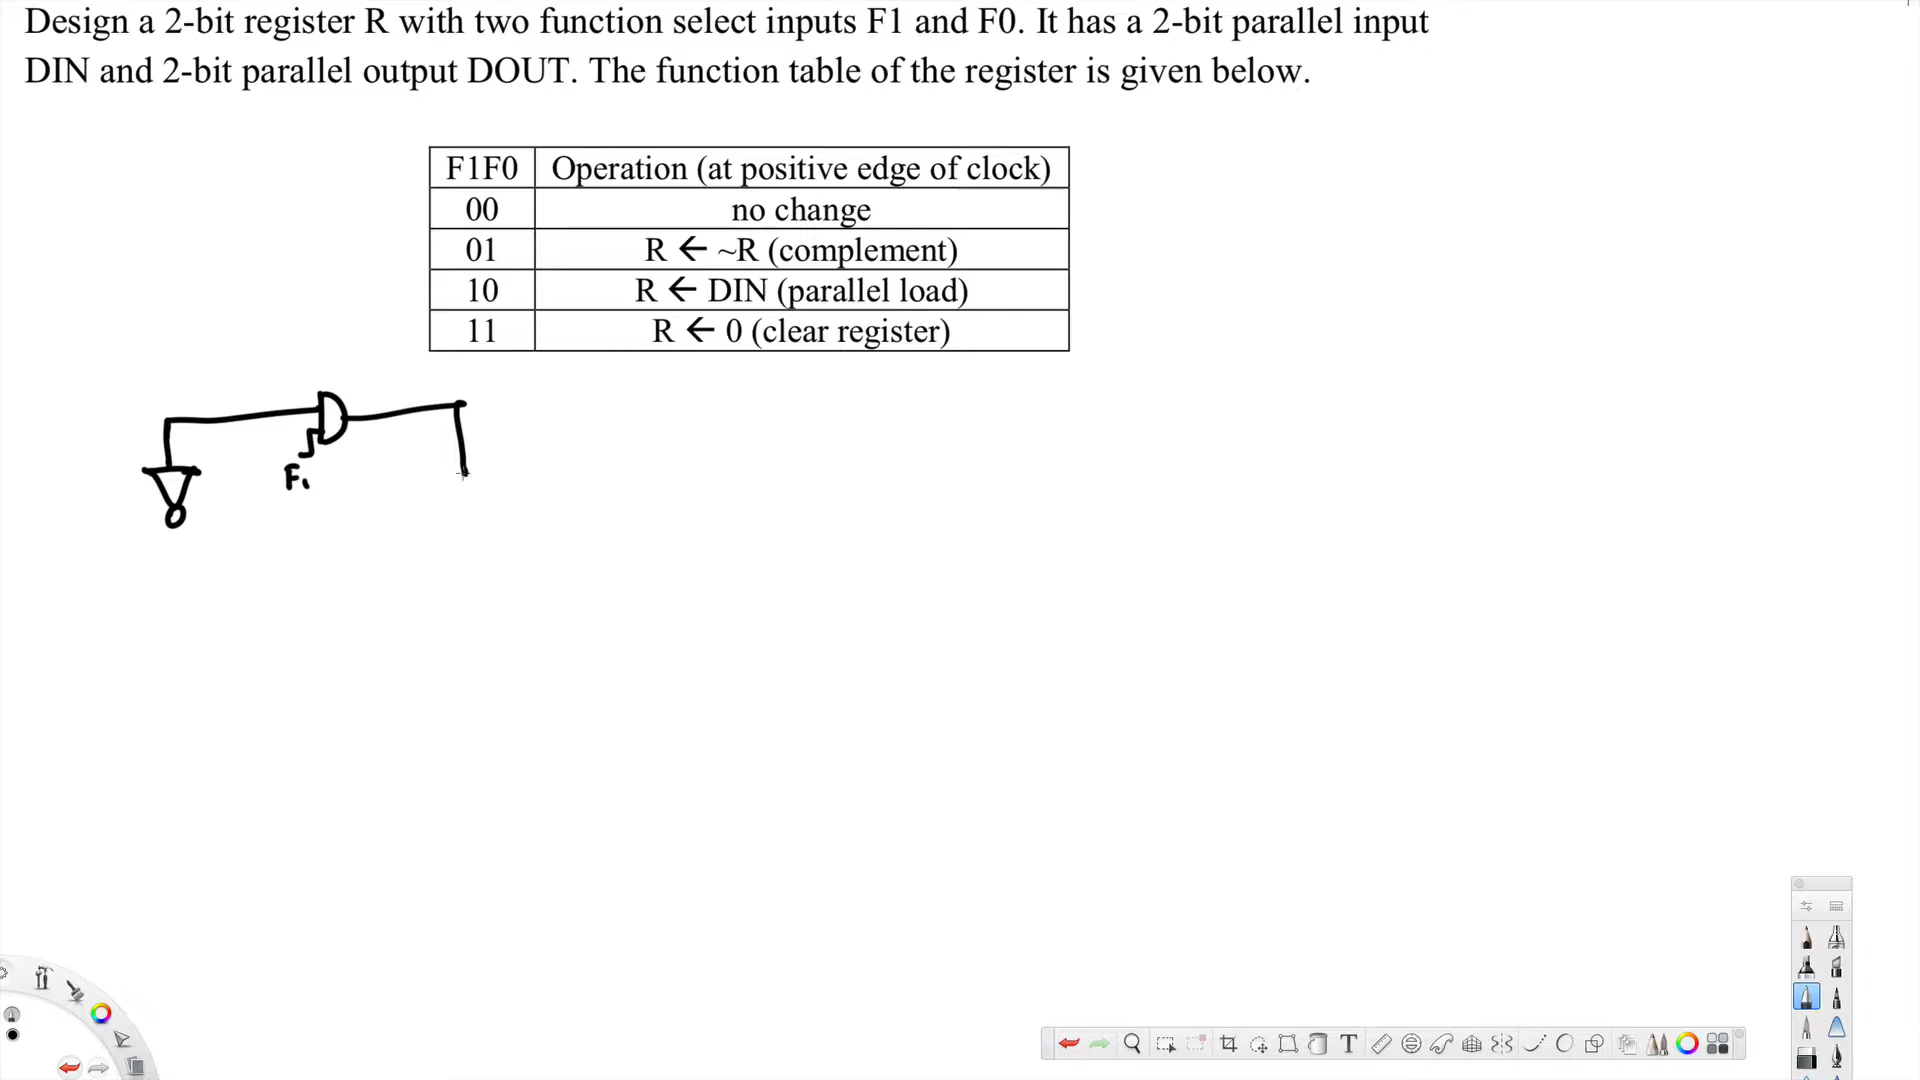 Design a 2-bit register R with two function select inputs F1 and F0. It has a 2-bit parallel input
DIN and 2-bit parallel output DOUT. The function table of the register is given below.
F1F0 Operation (at positive edge of clock)
00 no change
01 R ← ~R (complement)
10 R ← DIN (parallel load)
11 R ← 0 (clear register)
F₁
T